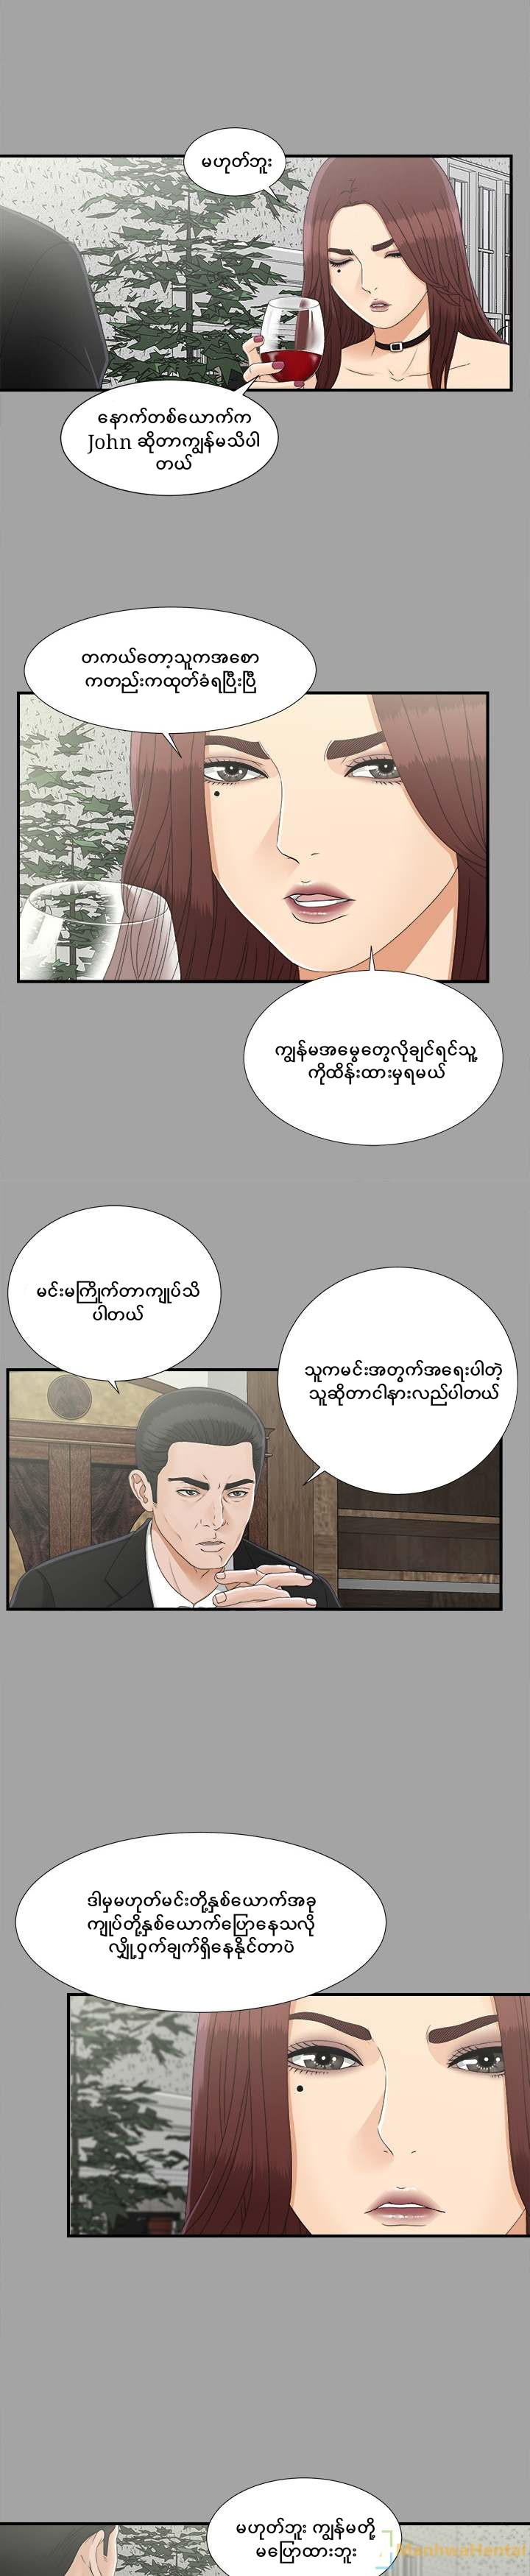 မဟုတ်ဘူး
နောက်တစ်ယောက်က
John ဆိုတာကျွန်မသိပါ
တယ်
တကယ်တော့သူကအစော
ကတည်းကထုတ်ခံရပြီးပြီ
ကျွန်မအမွေတွေလိုချင်ရင်သူ့
ကိုထိန်းထားမှရမယ်
မင်းမကြိုက်တာကျုပ်သိ
ပါတယ်
သူကမင်းအတွက်အရေးပါတဲ့
သူဆိုတာငါနားလည်ပါတယ်
ဒါမှမဟုတ်မင်းတို့နှစ်ယောက်အခု
ကျုပ်တို့နှစ်ယောက်ပြောနေသလို
လျှို့ဝှက်ချက်ရှိနေနိုင်တာပဲ
မဟုတ်ဘူး ကျွန်မတို့
မပြောထားဘူး
ManhwaHentai